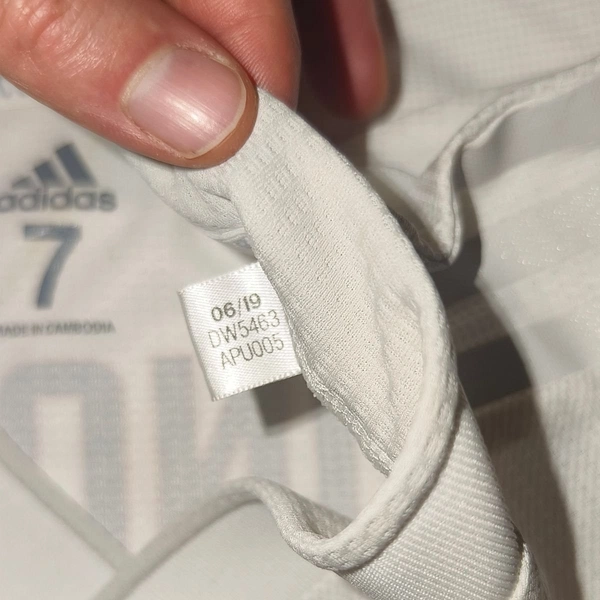 adidas
7
MADE IN CAMBODIA
06/19
DW5463
APU005